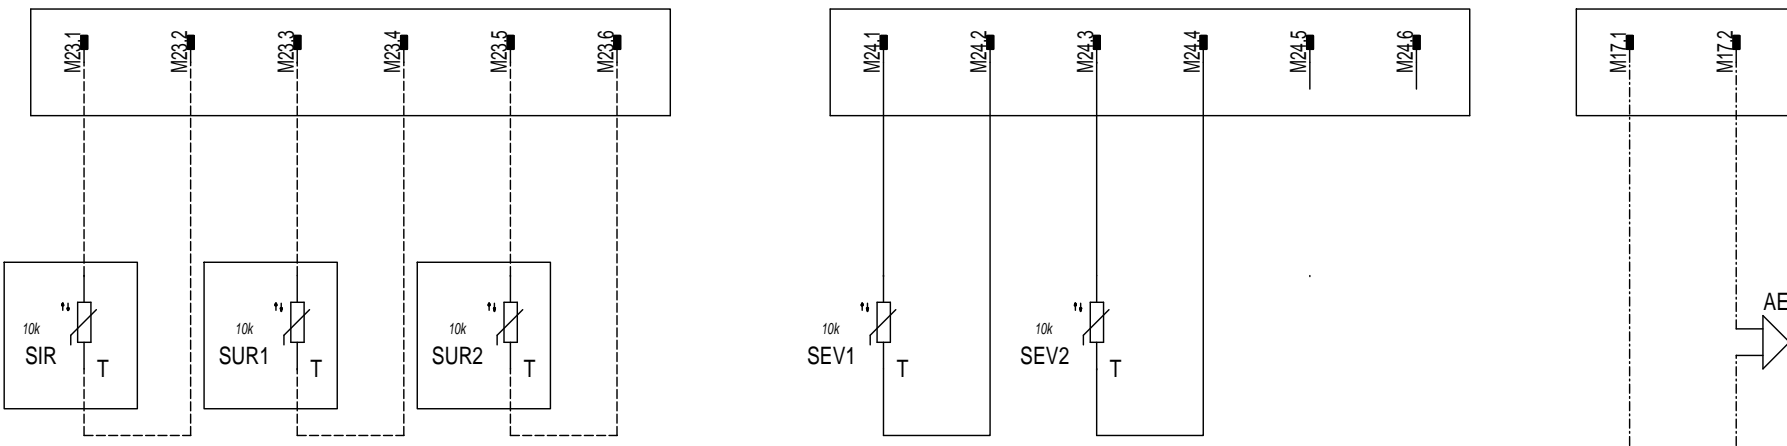 M23.1 M23.2 M23.3 M23.4 M23.5 M23.6 M24.1 M24.2 M24.3 M24.4 M24.5 M24.6 M17.1 M17.2
AE
10k 10k 10k 10k 10k
SIR SUR1 SUR2 SEV1 SEV2
T T T T T